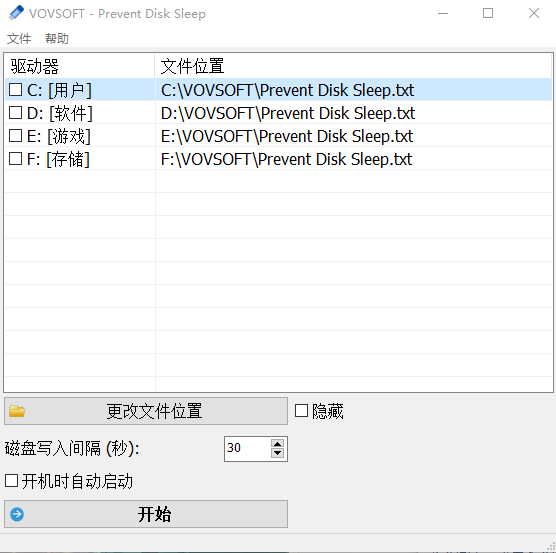 VOVSOFT - Prevent Disk Sleep
文件 帮助
驱动器 文件位置
C: [用户] C:\VOVSOFT\Prevent Disk Sleep.txt
D: [软件] D:\VOVSOFT\Prevent Disk Sleep.txt
E: [游戏] E:\VOVSOFT\Prevent Disk Sleep.txt
F: [存储] F:\VOVSOFT\Prevent Disk Sleep.txt
更改文件位置 隐藏
磁盘写入间隔 (秒): 30
开机时自动启动
开始